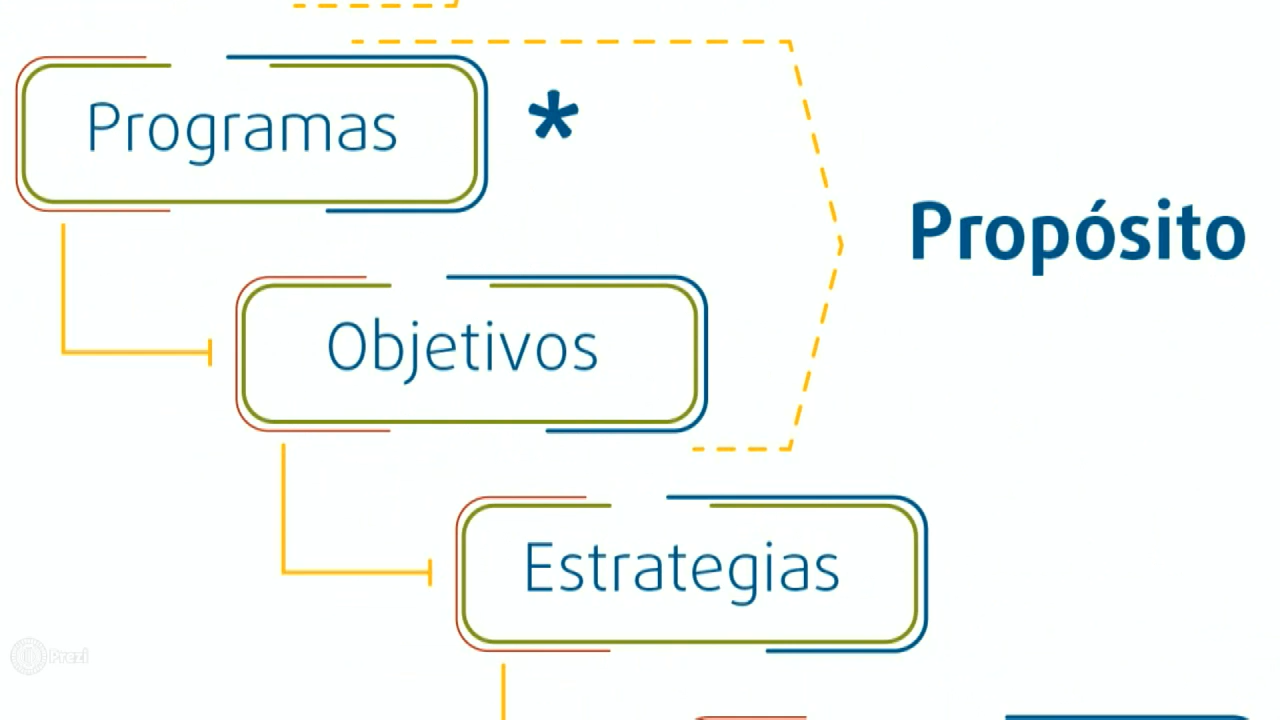 Programas *
Propósito
Objetivos
Estrategias
Prezi